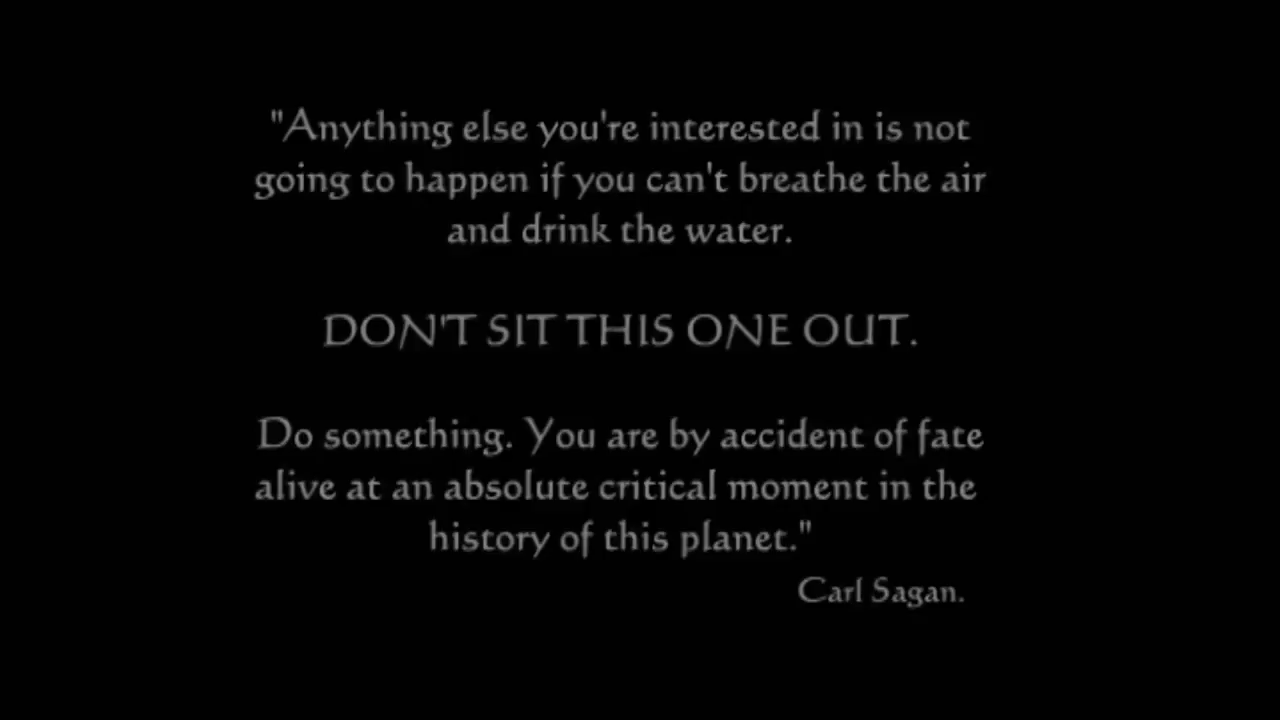 "Anything else you're interested in is not
going to happen if you can't breathe the air
and drink the water.
DON'T SIT THIS ONE OUT.
Do something. You are by accident of fate
alive at an absolute critical moment in the
history of this planet."
Carl Sagan.